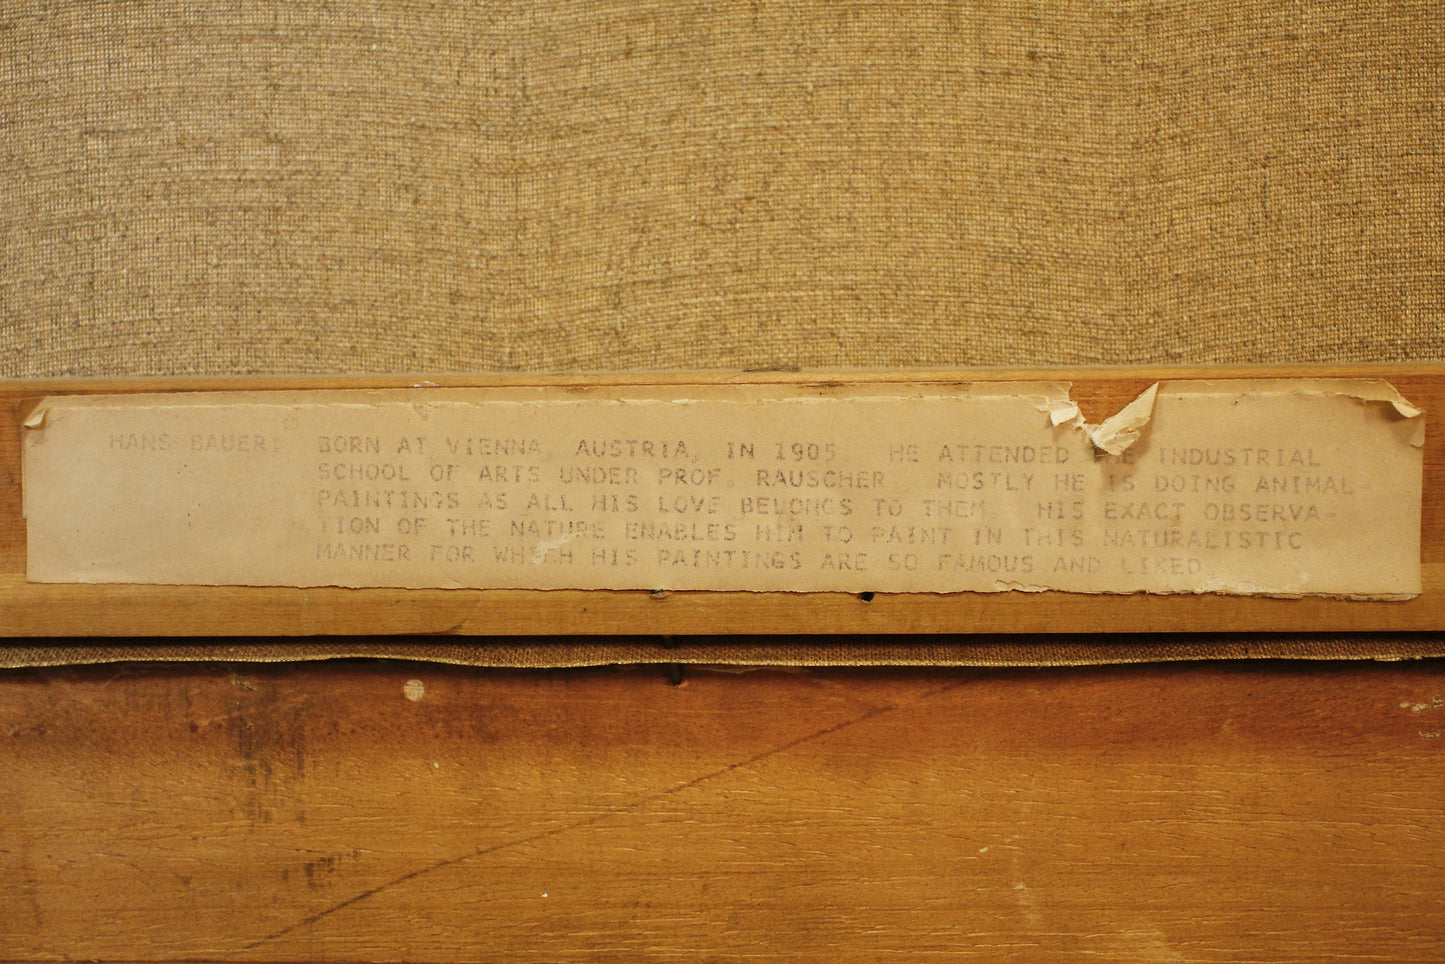 HANS BAUER: BORN AT VIENNA, AUSTRIA, IN 1905. HE ATTENDED THE INDUSTRIAL
SCHOOL OF ARTS UNDER PROF. RAUSCHER. MOSTLY HE IS DOING ANIMAL-
PAINTINGS AS ALL HIS LOVE BELONGS TO THEM. HIS EXACT OBSERVA-
TION OF THE NATURE ENABLES HIM TO PAINT IN THIS NATURALISTIC
MANNER FOR WHICH HIS PAINTINGS ARE SO FAMOUS AND LIKED